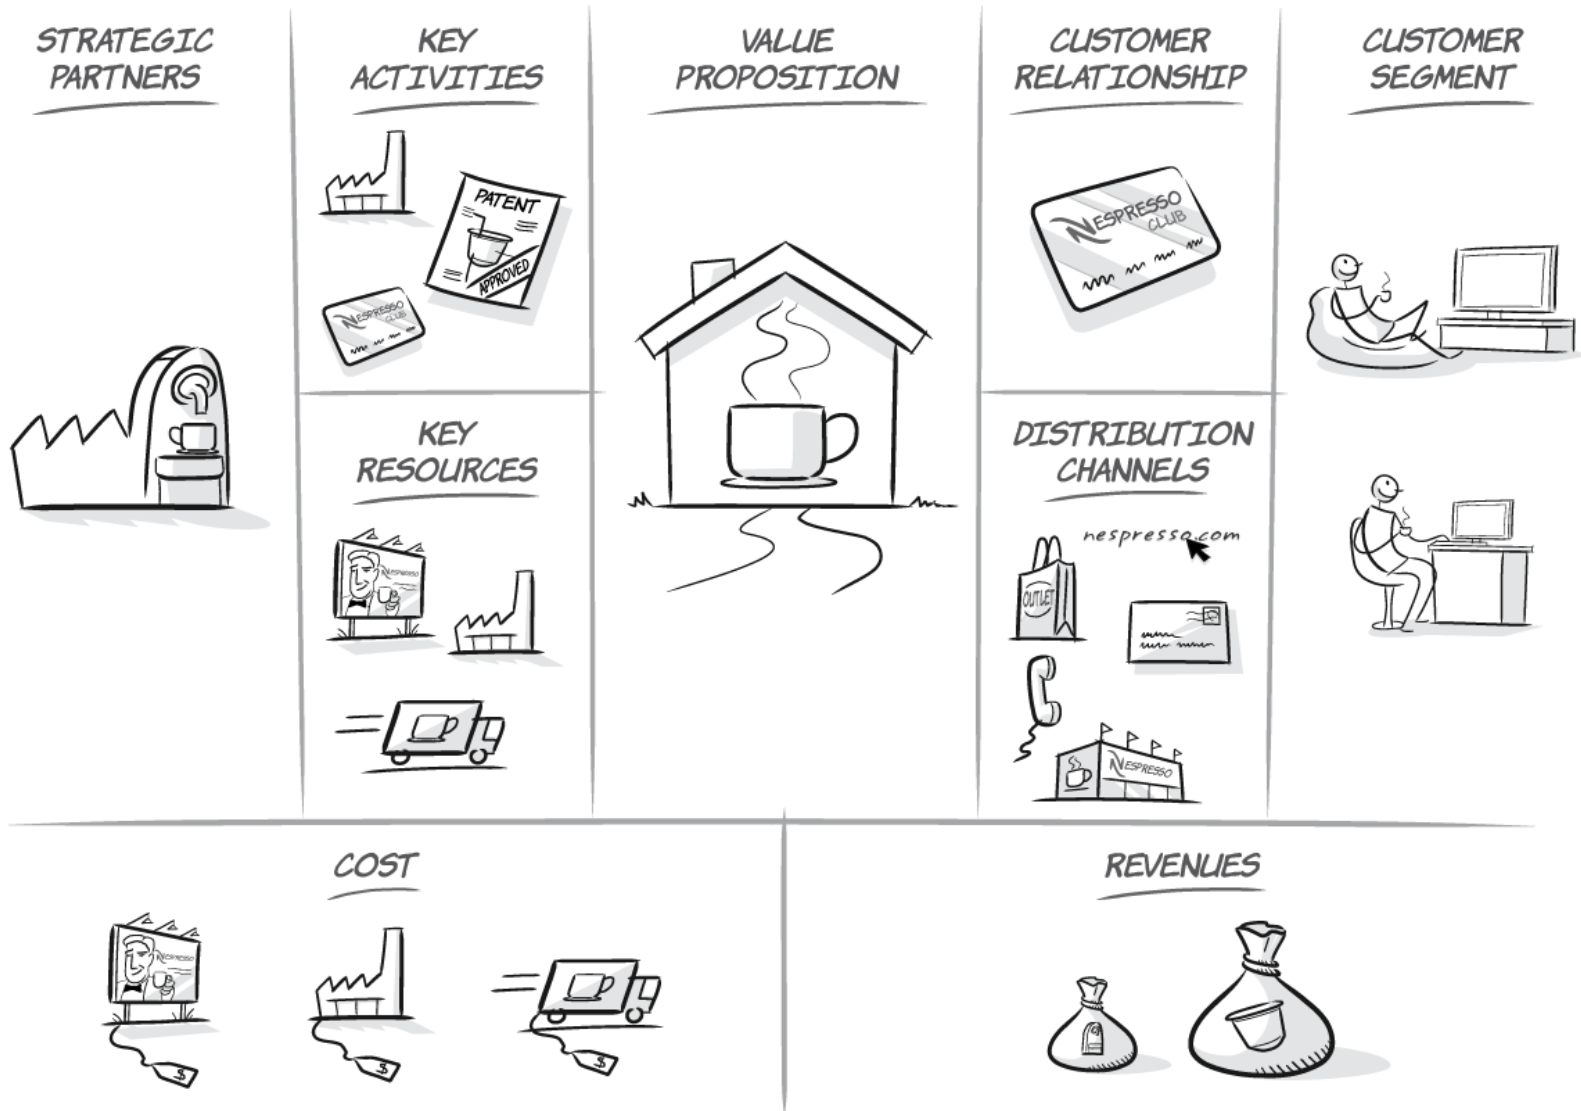 STRATEGIC
PARTNERS
KEY
ACTIVITIES
PATENT
APPROVED
NESPRESSO
CLUB
KEY
RESOURCES
NESPRESSO
VALUE
PROPOSITION
CUSTOMER
RELATIONSHIP
NESPRESSO
CLUB
DISTRIBUTION
CHANNELS
nespresso.com
OUTLET
NESPRESSO
CUSTOMER
SEGMENT
COST
NESPRESSO
$
$
$
REVENUES